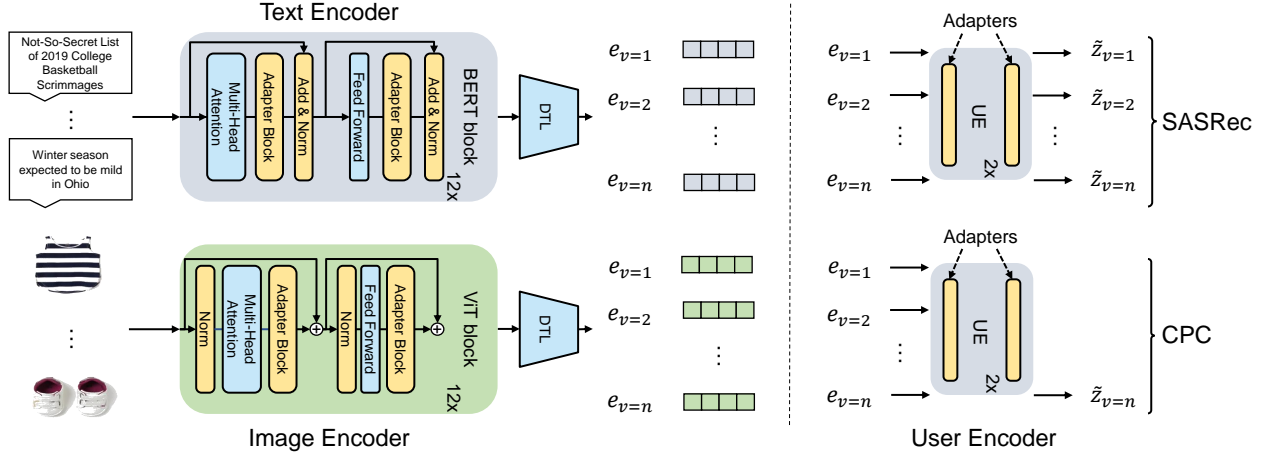 Text Encoder
Not-So-Secret List
of 2019 College
Basketball
Scrimmages
⋮
Winter season
expected to be mild
in Ohio
Multi-Head
Attention
Adapter Block
Add & Norm
Feed Forward
Adapter Block
Add & Norm
BERT block
12x
DTL
e_{v=1}
e_{v=2}
⋮
e_{v=n}
Adapters
e_{v=1}
e_{v=2}
⋮
e_{v=n}
UE
2x
z̃_{v=1}
z̃_{v=2}
⋮
z̃_{v=n}
SASRec
⋮
Norm
Multi-Head
Attention
Adapter Block
+
Norm
Feed Forward
Adapter Block
+
ViT block
12x
DTL
e_{v=1}
e_{v=2}
⋮
e_{v=n}
Adapters
e_{v=1}
e_{v=2}
⋮
e_{v=n}
UE
2x
z̃_{v=n}
CPC
Image Encoder
User Encoder